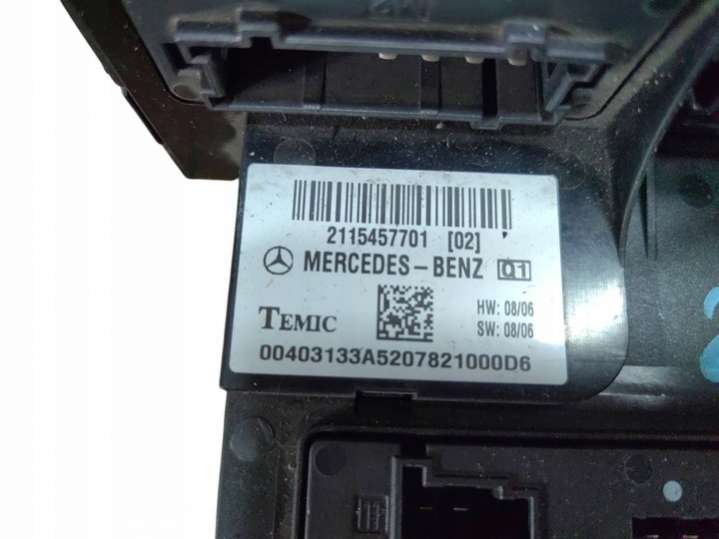 2115457701 [02]
MERCEDES-BENZ Q1
TEMIC
HW: 08/06
SW: 08/06
00403133A5207821000D6